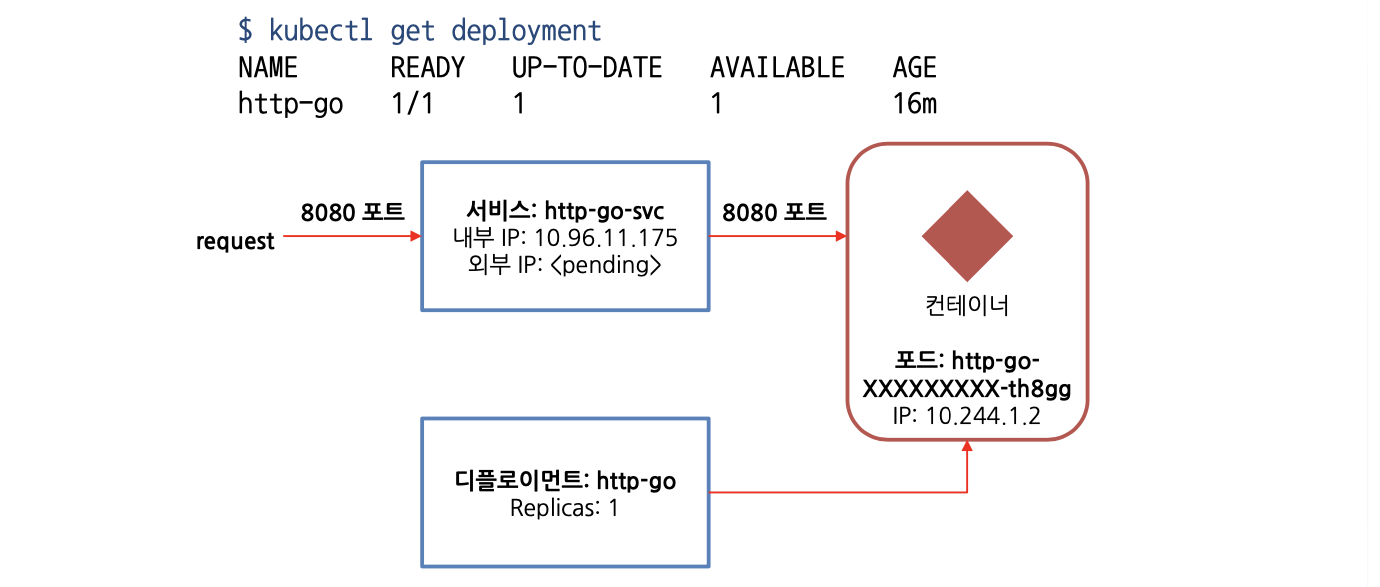 $ kubectl get deployment
NAME READY UP-TO-DATE AVAILABLE AGE
http-go 1/1 1 1 16m
request
8080 포트
서비스: http-go-svc
내부 IP: 10.96.11.175
외부 IP: <pending>
8080 포트
컨테이너
포드: http-go-
XXXXXXXXX-th8gg
IP: 10.244.1.2
디플로이먼트: http-go
Replicas: 1